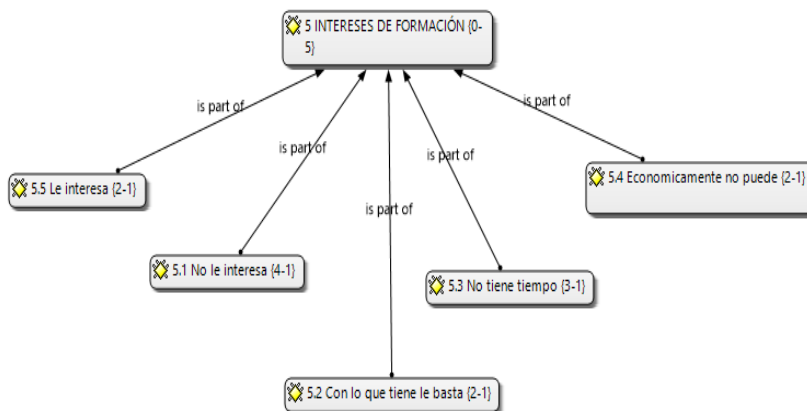 5 INTERESES DE FORMACIÓN {0-
5}
is part of
is part of
is part of
is part of
is part of
5.5 Le interesa {2-1}
5.4 Economicamente no puede {2-1}
5.1 No le interesa {4-1}
5.3 No tiene tiempo {3-1}
5.2 Con lo que tiene le basta {2-1}